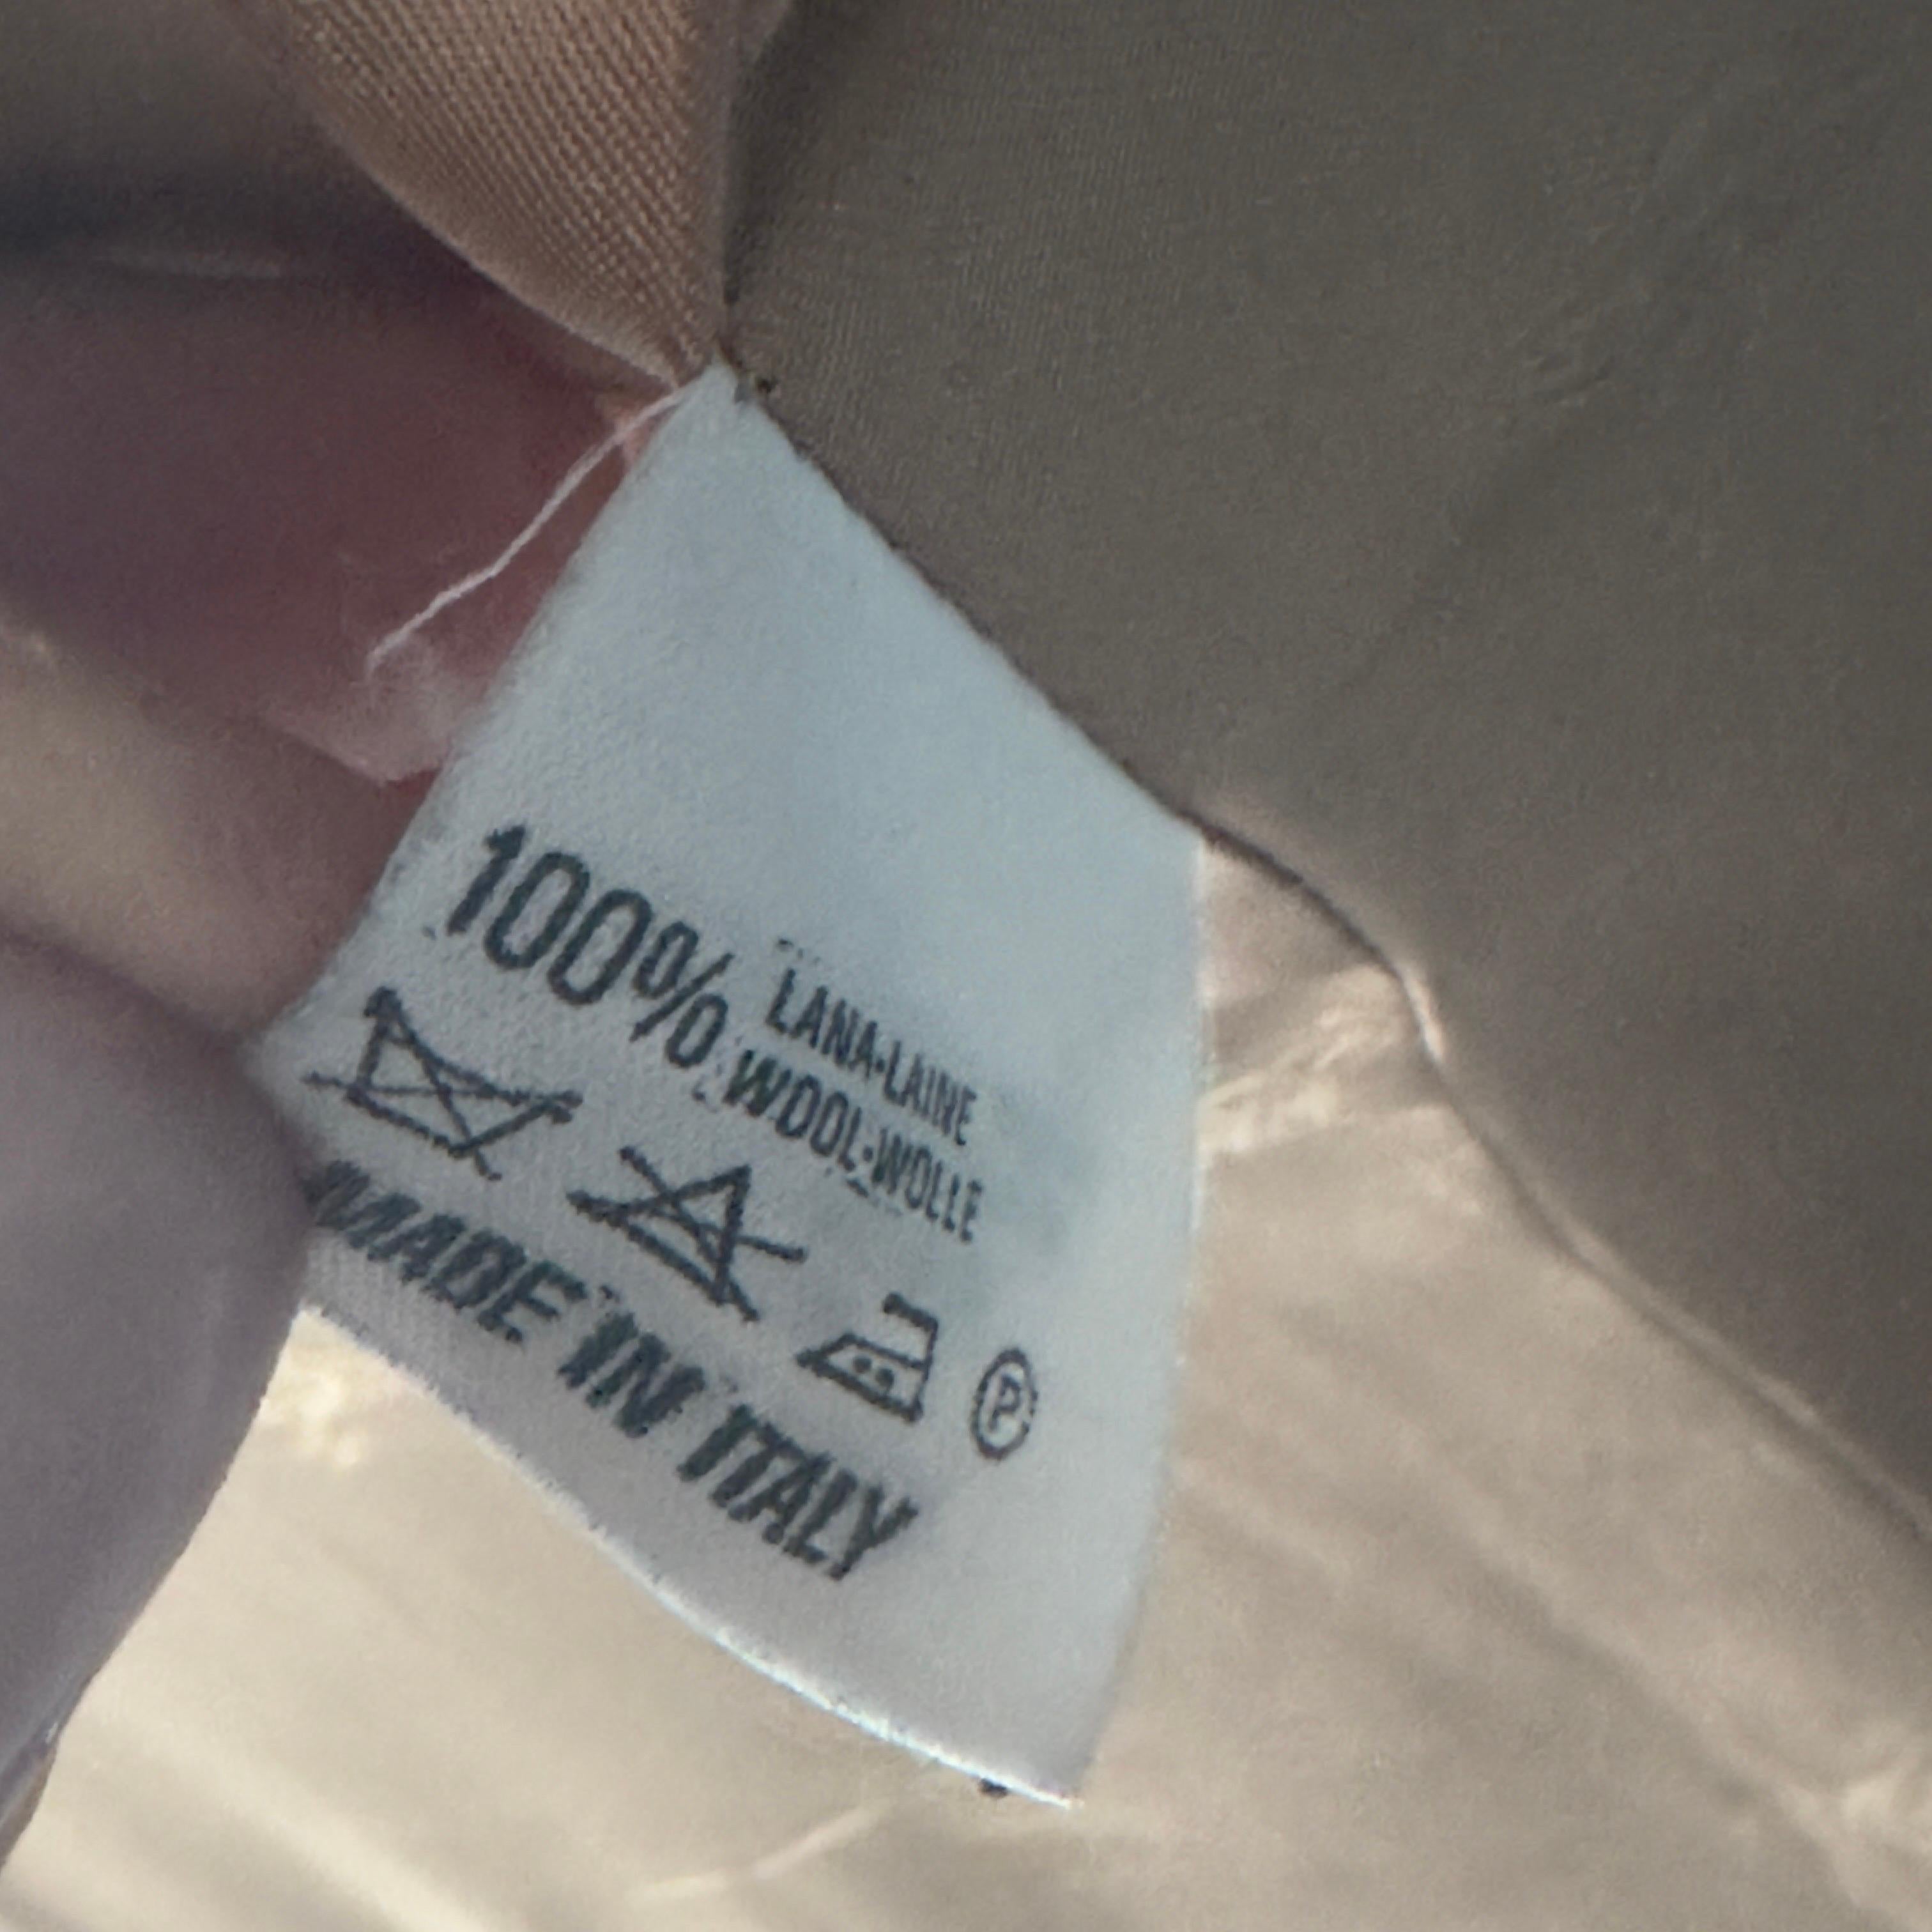 100% LANA•LAINE
WOOL•WOLLE
P
MADE IN ITALY